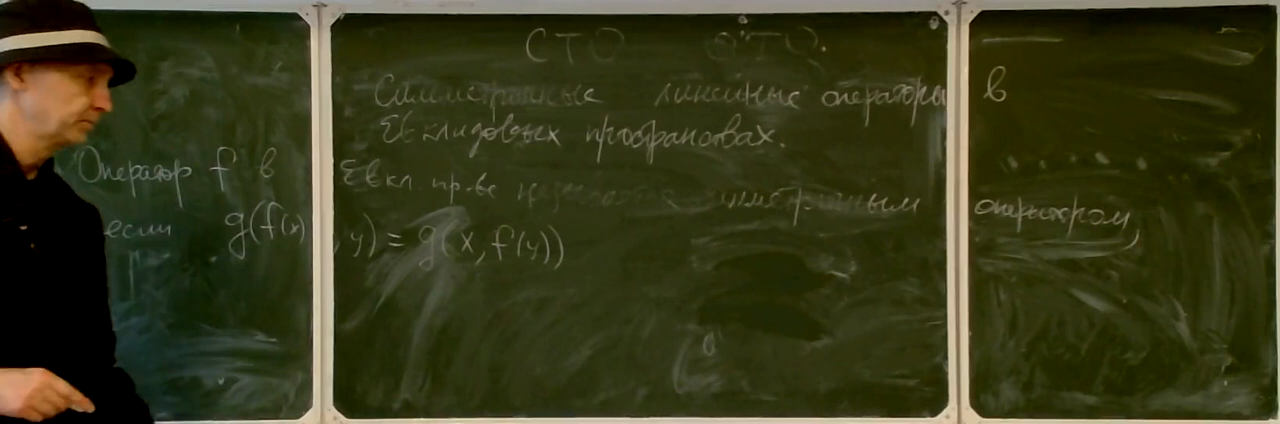 СТО ОТО.
Симметричные линейные операторы в
Евклидовых пространствах.
Оператор f в Евкл. пр-ве называется симметричным оператором,
если g(f(x), y) = g(x, f(y))